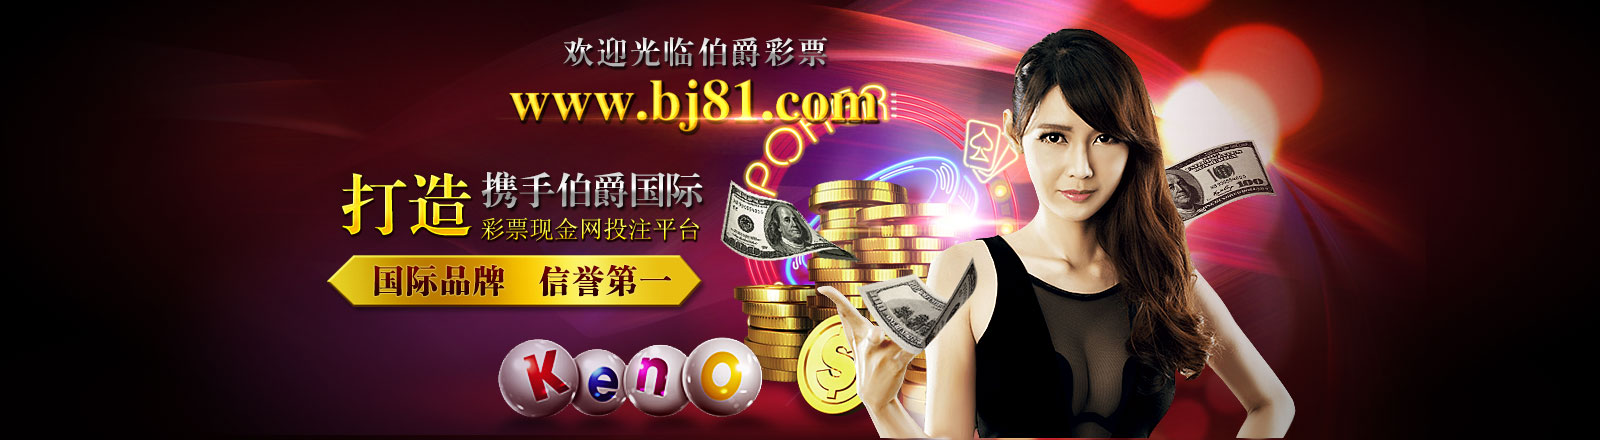 欢迎光临伯爵彩票
www.bj81.com
POKER
打造
携手伯爵国际
彩票现金网投注平台
国际品牌 信誉第一
100
100
Keno
$